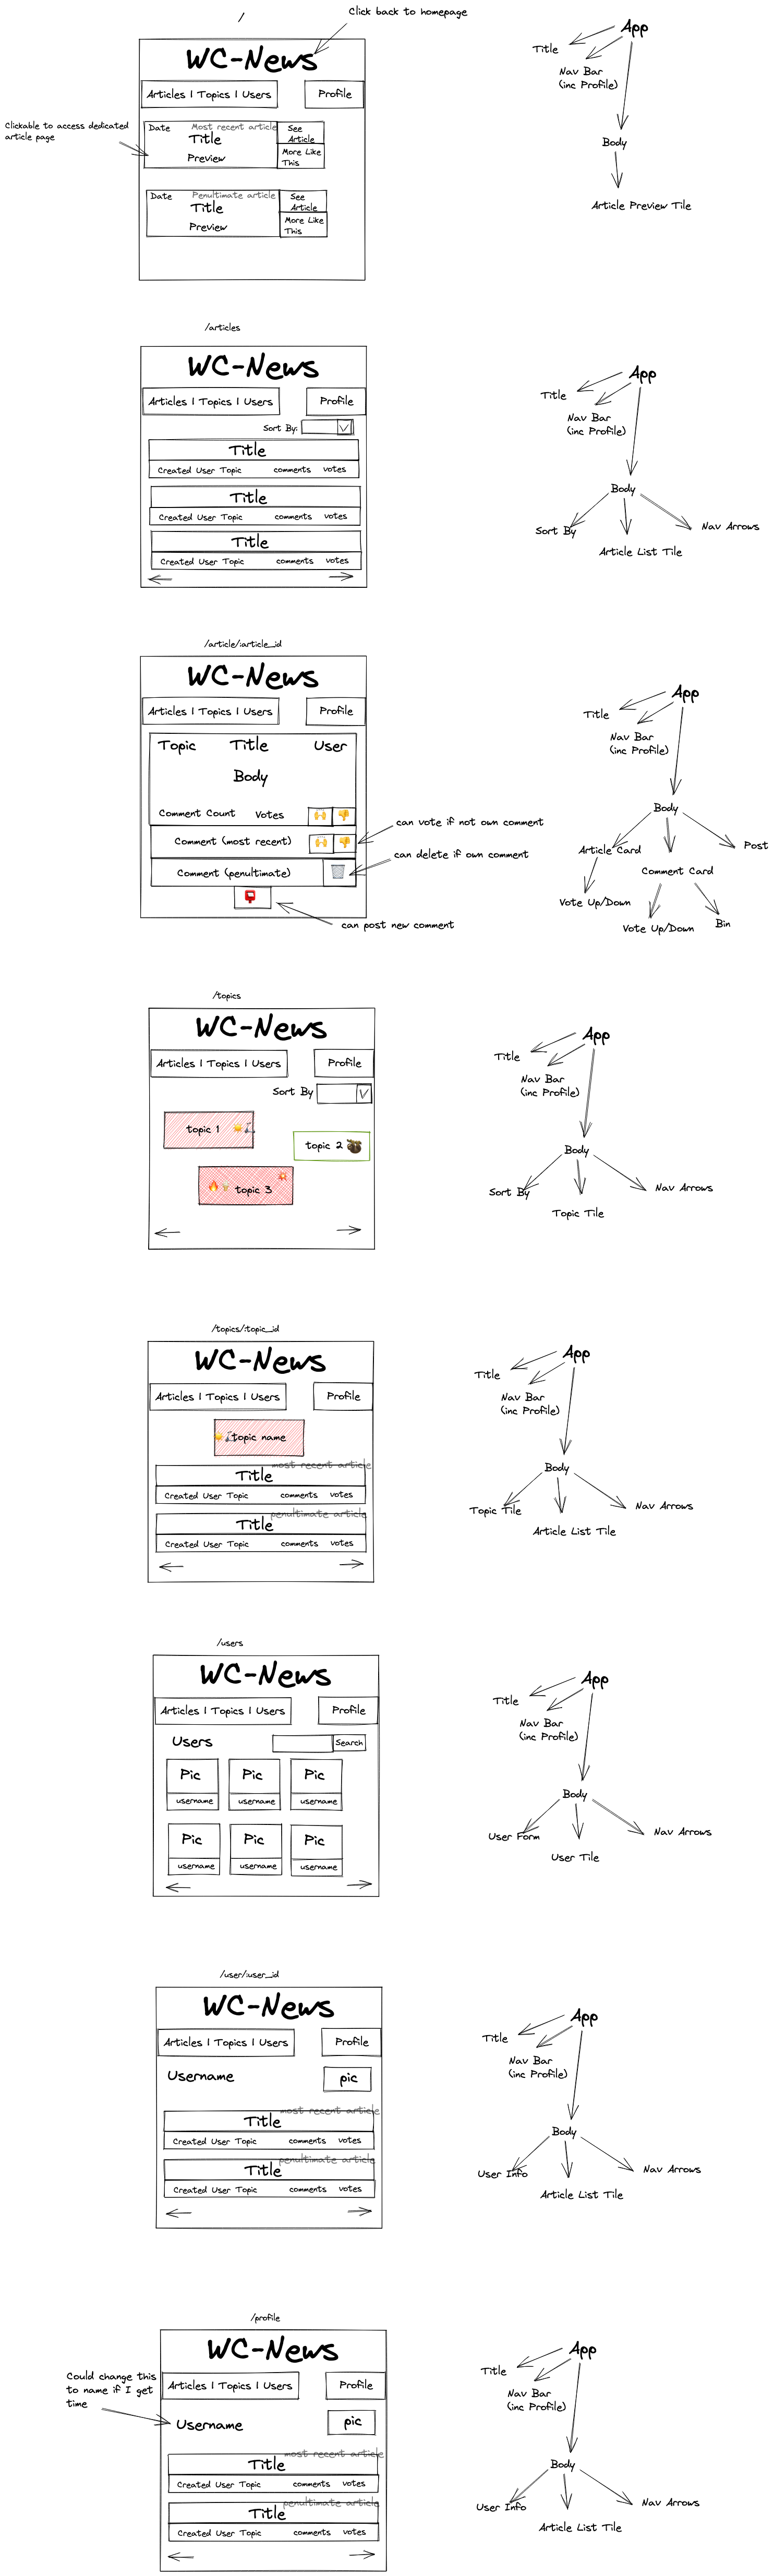 /
Click back to homepage
WC-News
Articles | Topics | Users
Profile
Clickable to access dedicated
article page
Date
Most recent article
Title
Preview
See
Article
More Like
This
Date
Penultimate article
Title
Preview
See
Article
More Like
This
App
Title
Nav Bar
(inc Profile)
Body
Article Preview Tile
/articles
WC-News
Articles | Topics | Users
Profile
Sort By:
Title
Created User Topic
comments
votes
Title
Created User Topic
comments
votes
Title
Created User Topic
comments
votes
App
Title
Nav Bar
(inc Profile)
Body
Sort By
Nav Arrows
Article List Tile
/article/:article_id
WC-News
Articles | Topics | Users
Profile
Topic
Title
User
Body
Comment Count
Votes
Comment (most recent)
Comment (penultimate)
can vote if not own comment
can delete if own comment
can post new comment
App
Title
Nav Bar
(inc Profile)
Body
Article Card
Post
Comment Card
Vote Up/Down
Vote Up/Down
Bin
/topics
WC-News
Articles | Topics | Users
Profile
Sort By
topic 1
topic 2
topic 3
App
Title
Nav Bar
(inc Profile)
Body
Sort By
Nav Arrows
Topic Tile
/topics/:topic_id
WC-News
Articles | Topics | Users
Profile
topic name
most recent article
Title
Created User Topic
comments
votes
penultimate article
Title
Created User Topic
comments
votes
App
Title
Nav Bar
(inc Profile)
Body
Topic Tile
Nav Arrows
Article List Tile
/users
WC-News
Articles | Topics | Users
Profile
Users
Search
Pic
Pic
Pic
username
username
username
Pic
Pic
Pic
username
username
username
App
Title
Nav Bar
(inc Profile)
Body
User Form
Nav Arrows
User Tile
/user/:user_id
WC-News
Articles | Topics | Users
Profile
Username
pic
most recent article
Title
Created User Topic
comments
votes
penultimate article
Title
Created User Topic
comments
votes
App
Title
Nav Bar
(inc Profile)
Body
User Info
Nav Arrows
Article List Tile
/profile
WC-News
Articles | Topics | Users
Profile
Could change this
to name if I get
time
Username
pic
most recent article
Title
Created User Topic
comments
votes
penultimate article
Title
Created User Topic
comments
votes
App
Title
Nav Bar
(inc Profile)
Body
User Info
Nav Arrows
Article List Tile